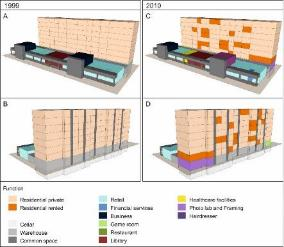 1999
2010
A
C
B
D
Function
Residential private
Residential rented
Cellar
Warehouse
Common space
Retail
Financial services
Business
Game room
Restaurant
Library
Healthcare facilities
Photo lab and Framing
Hairdresser